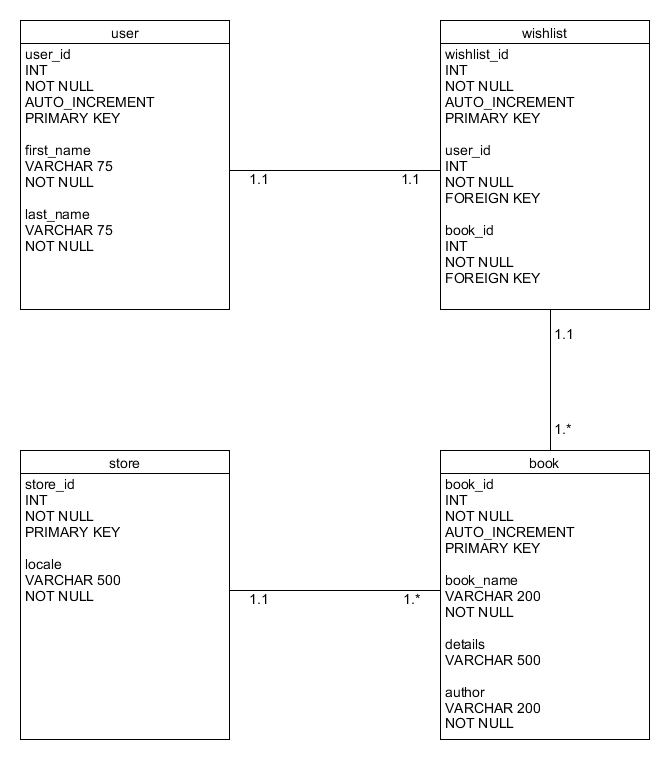 user
user_id
INT
NOT NULL
AUTO_INCREMENT
PRIMARY KEY
first_name
VARCHAR 75
NOT NULL
last_name
VARCHAR 75
NOT NULL
1.1
1.1
wishlist
wishlist_id
INT
NOT NULL
AUTO_INCREMENT
PRIMARY KEY
user_id
INT
NOT NULL
FOREIGN KEY
book_id
INT
NOT NULL
FOREIGN KEY
1.1
1.*
store
store_id
INT
NOT NULL
PRIMARY KEY
locale
VARCHAR 500
NOT NULL
1.1
1.*
book
book_id
INT
NOT NULL
AUTO_INCREMENT
PRIMARY KEY
book_name
VARCHAR 200
NOT NULL
details
VARCHAR 500
author
VARCHAR 200
NOT NULL